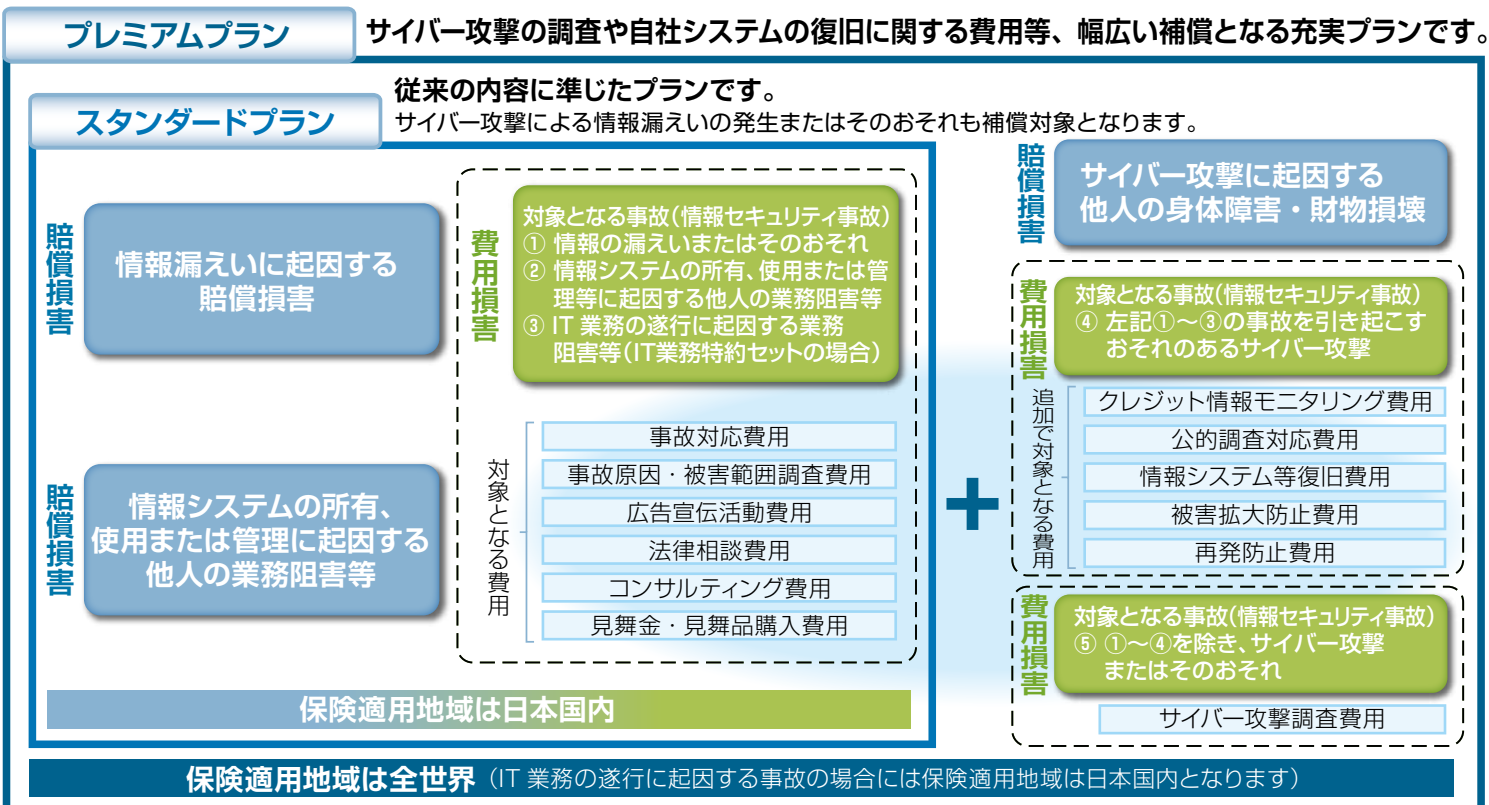 プレミアムプラン
サイバー攻撃の調査や自社システムの復旧に関する費用等、幅広い補償となる充実プランです。
スタンダードプラン
従来の内容に準じたプランです。
サイバー攻撃による情報漏えいの発生またはそのおそれも補償対象となります。
賠償損害
情報漏えいに起因する
賠償損害
賠償損害
情報システムの所有、
使用または管理に起因する
他人の業務阻害等
費用損害
対象となる事故(情報セキュリティ事故)
① 情報の漏えいまたはそのおそれ
② 情報システムの所有、使用または管
理等に起因する他人の業務阻害等
③ IT 業務の遂行に起因する業務
阻害等(IT業務特約セットの場合)
対象となる費用
事故対応費用
事故原因・被害範囲調査費用
広告宣伝活動費用
法律相談費用
コンサルティング費用
見舞金・見舞品購入費用
保険適用地域は日本国内
+
賠償損害
サイバー攻撃に起因する
他人の身体障害・財物損壊
費用損害
対象となる事故(情報セキュリティ事故)
④ 左記①～③の事故を引き起こす
おそれのあるサイバー攻撃
追加で対象となる費用
クレジット情報モニタリング費用
公的調査対応費用
情報システム等復旧費用
被害拡大防止費用
再発防止費用
費用損害
対象となる事故(情報セキュリティ事故)
⑤ ①～④を除き、サイバー攻撃
またはそのおそれ
サイバー攻撃調査費用
保険適用地域は全世界（IT 業務の遂行に起因する事故の場合には保険適用地域は日本国内となります）